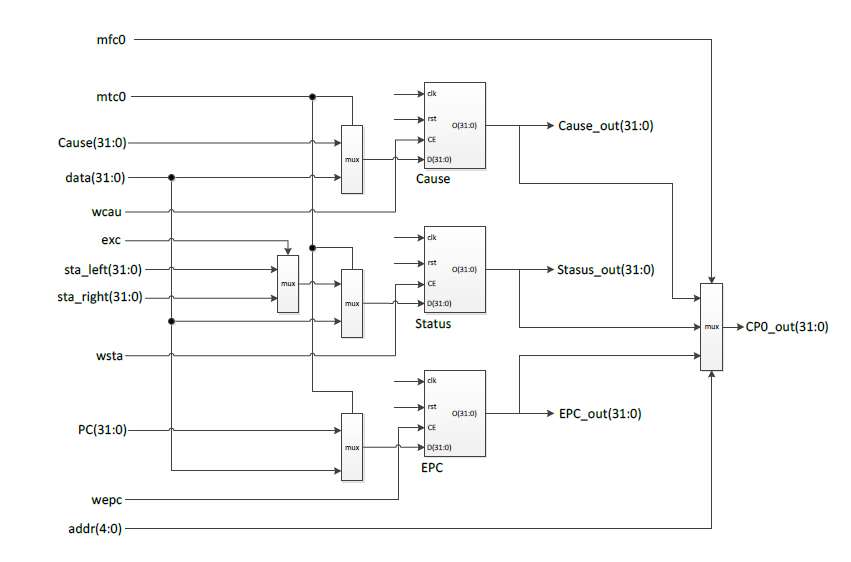 mfc0
mtc0
clk
rst
O(31:0)
Cause_out(31:0)
Cause(31:0)
CE
mux
D(31:0)
data(31:0)
Cause
wcau
exc
clk
rst
O(31:0)
Stasus_out(31:0)
sta_left(31:0)
mux
CE
sta_right(31:0)
mux
D(31:0)
Status
mux
CP0_out(31:0)
wsta
clk
rst
O(31:0)
EPC_out(31:0)
PC(31:0)
CE
mux
D(31:0)
EPC
wepc
addr(4:0)